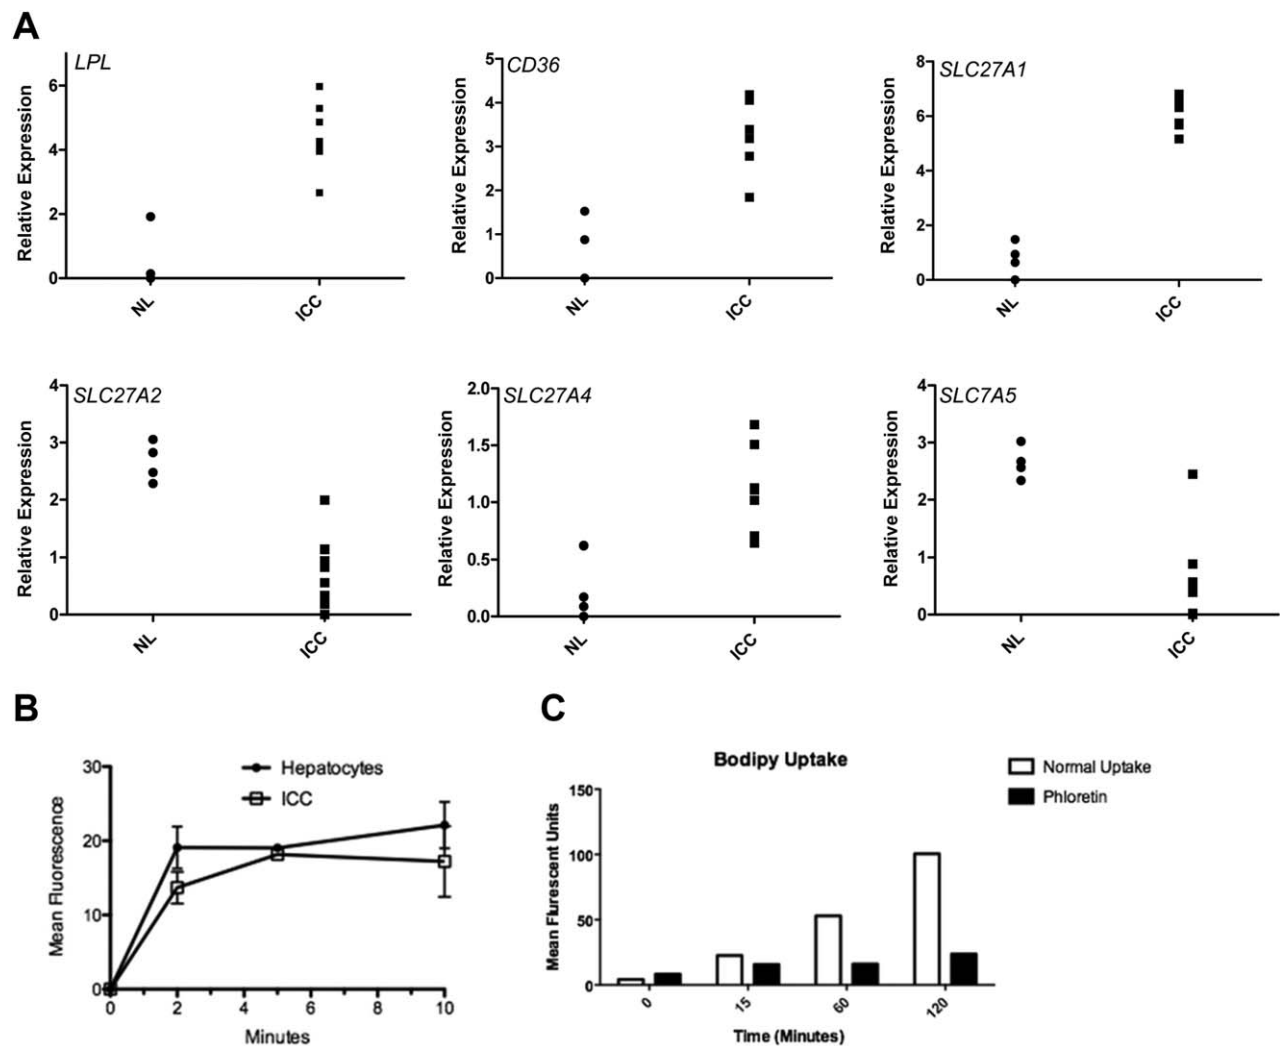 A
LPL
Relative Expression
6
4
2
0
NL
ICC
CD36
Relative Expression
5
4
3
2
1
0
NL
ICC
SLC27A1
Relative Expression
8
6
4
2
0
NL
ICC
SLC27A2
Relative Expression
4
3
2
1
0
NL
ICC
SLC27A4
Relative Expression
2.0
1.5
1.0
0.5
0.0
NL
ICC
SLC7A5
Relative Expression
4
3
2
1
0
NL
ICC
B
Hepatocytes
ICC
Mean Fluorescence
30
20
10
0
0 2 4 6 8 10
Minutes
C
Bodipy Uptake
Normal Uptake
Phloretin
Mean Flurescent Units
150
100
50
0
0 15 60 120
Time (Minutes)